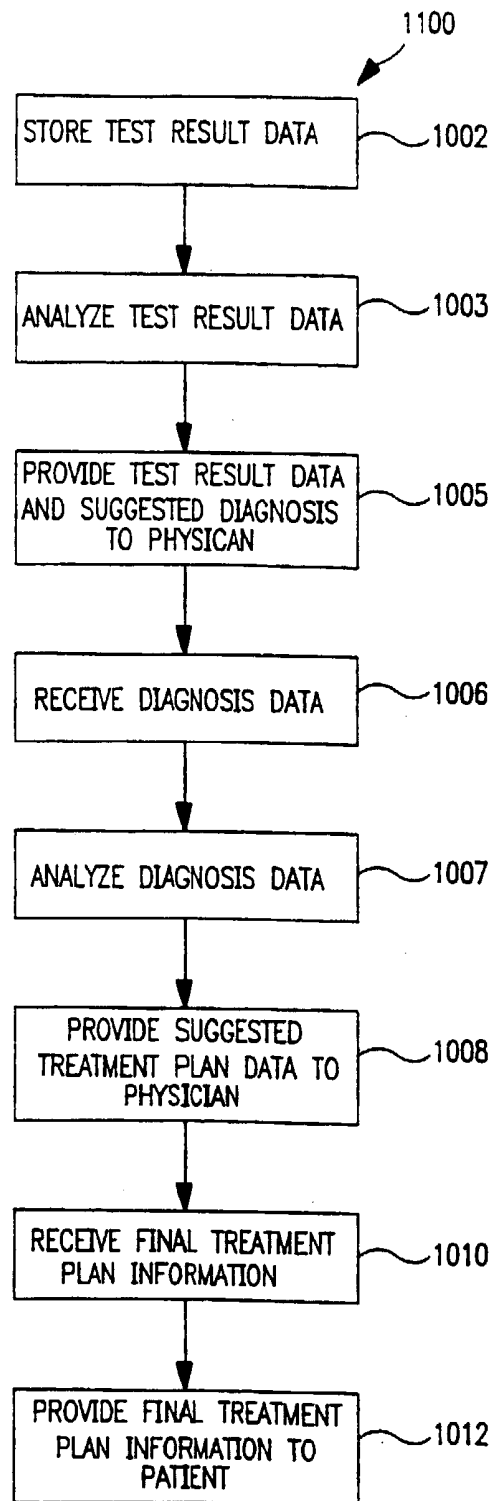 1100
STORE TEST RESULT DATA
1002
ANALYZE TEST RESULT DATA
1003
PROVIDE TEST RESULT DATA
AND SUGGESTED DIAGNOSIS
TO PHYSICAN
1005
RECEIVE DIAGNOSIS DATA
1006
ANALYZE DIAGNOSIS DATA
1007
PROVIDE SUGGESTED
TREATMENT PLAN DATA TO
PHYSICIAN
1008
RECEIVE FINAL TREATMENT
PLAN INFORMATION
1010
PROVIDE FINAL TREATMENT
PLAN INFORMATION TO
PATIENT
1012